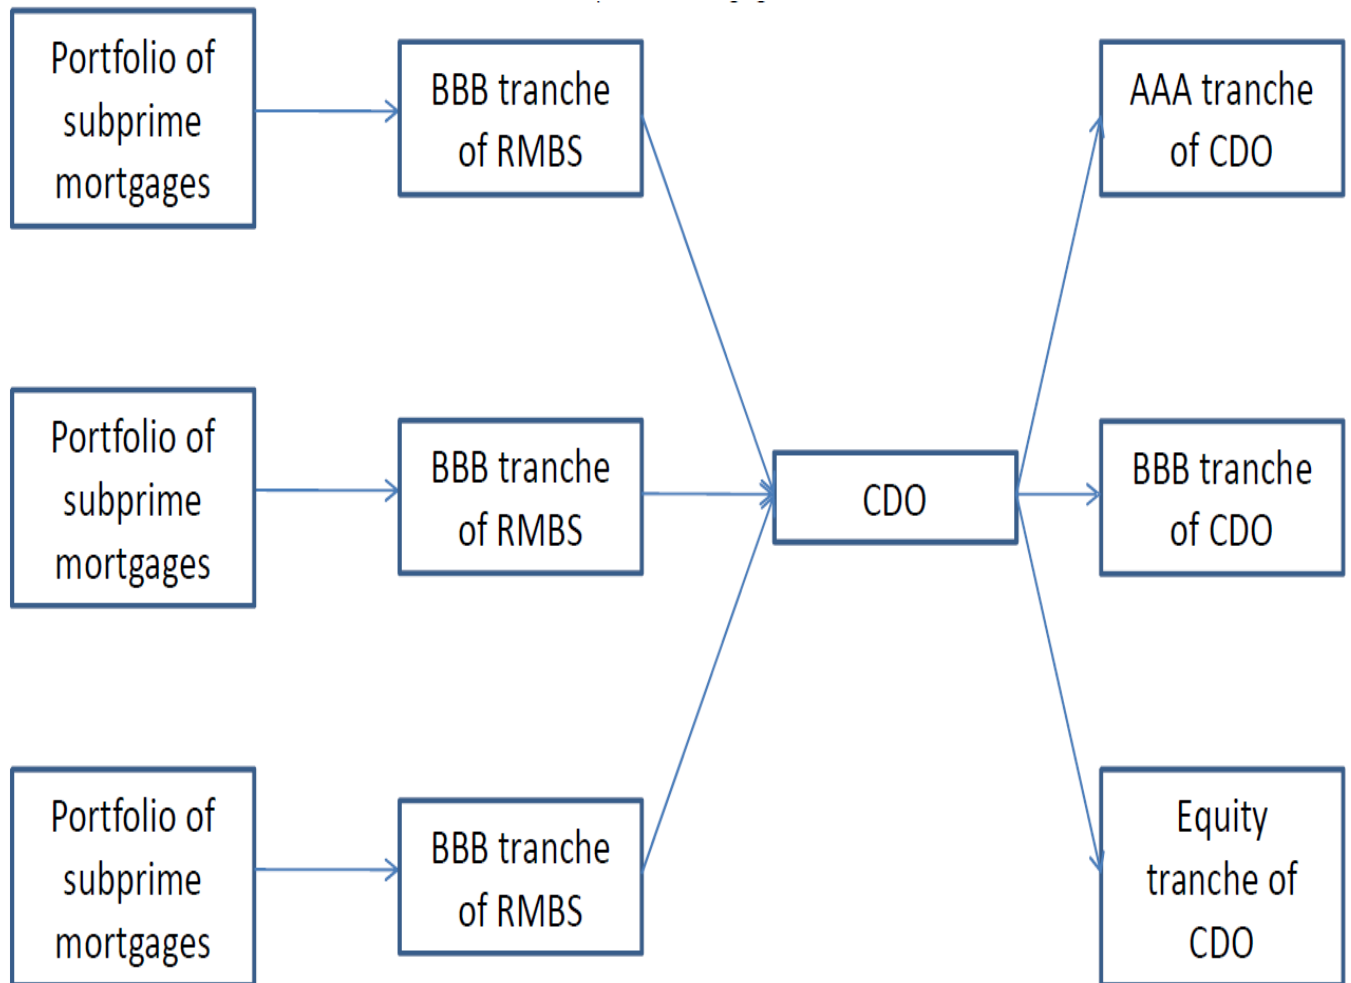 Portfolio of
subprime
mortgages
BBB tranche
of RMBS
AAA tranche
of CDO
Portfolio of
subprime
mortgages
BBB tranche
of RMBS
CDO
BBB tranche
of CDO
Portfolio of
subprime
mortgages
BBB tranche
of RMBS
Equity
tranche of
CDO